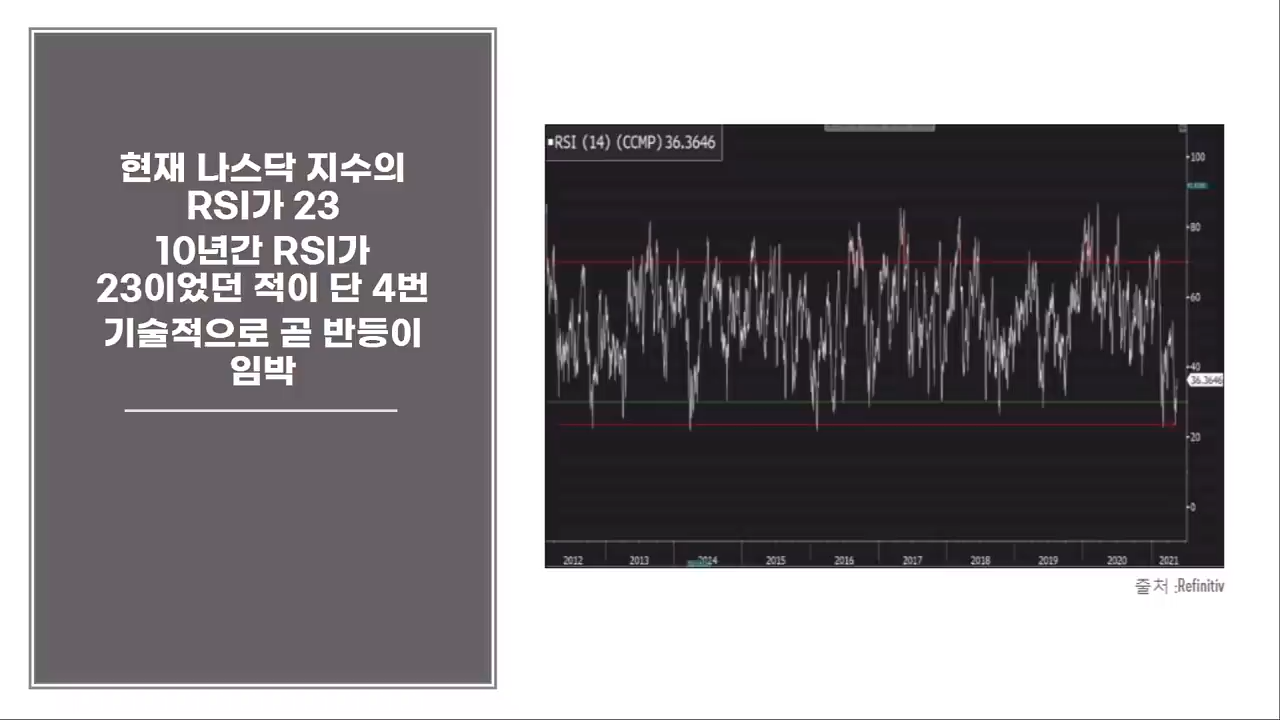 현재 나스닥 지수의
RSI가 23
10년간 RSI가
23이었던 적이 단 4번
기술적으로 곧 반등이
임박
RSI (14) (CCMP) 36.3646
100
80
60
40
36.3646
20
0
2012 2013 2014 2015 2016 2017 2018 2019 2020 2021
출처 :Refinitiv